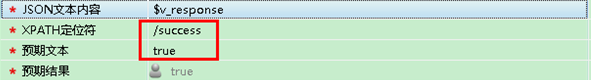 * JSON文本内容 $v_response
* XPATH定位符 /success
* 预期文本 true
* 预期结果 true